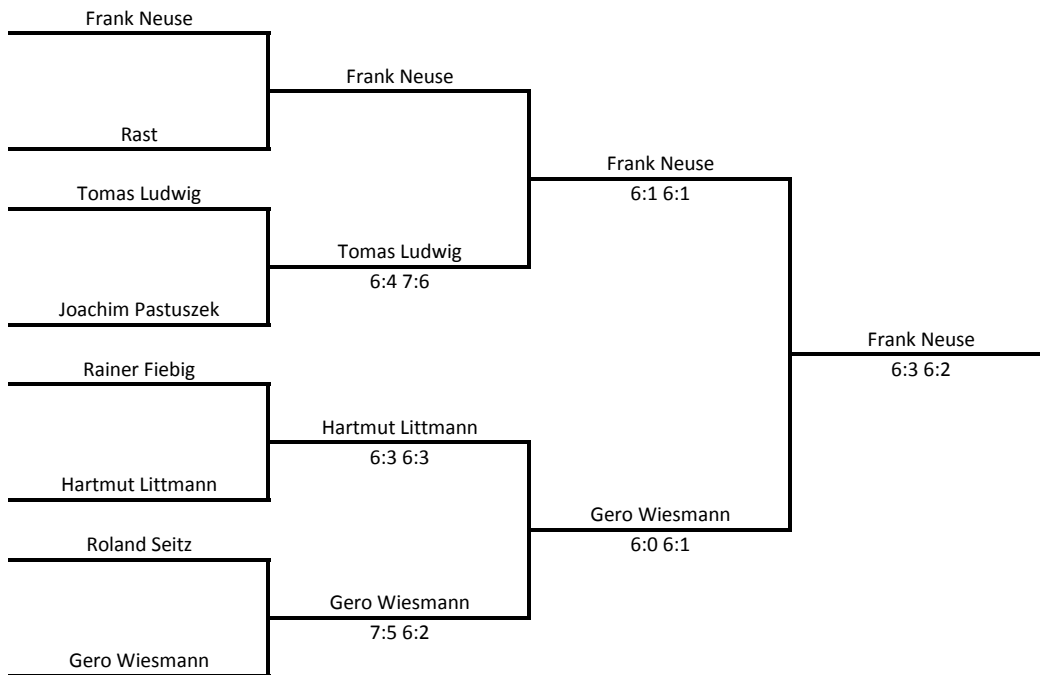 Frank Neuse
Rast
Tomas Ludwig
Joachim Pastuszek
Rainer Fiebig
Hartmut Littmann
Roland Seitz
Gero Wiesmann
Frank Neuse
Tomas Ludwig
6:4 7:6
Hartmut Littmann
6:3 6:3
Gero Wiesmann
7:5 6:2
Frank Neuse
6:1 6:1
Gero Wiesmann
6:0 6:1
Frank Neuse
6:3 6:2